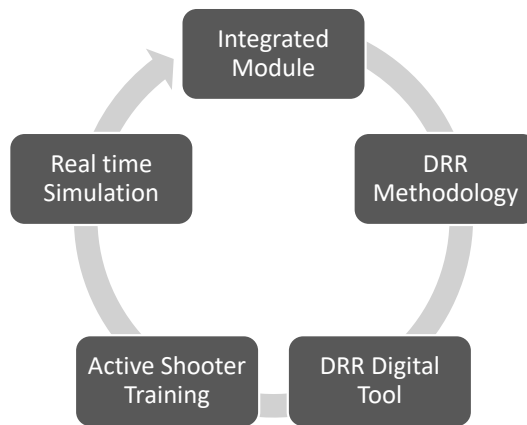 Integrated
Module
DRR
Methodology
DRR Digital
Tool
Active Shooter
Training
Real time
Simulation